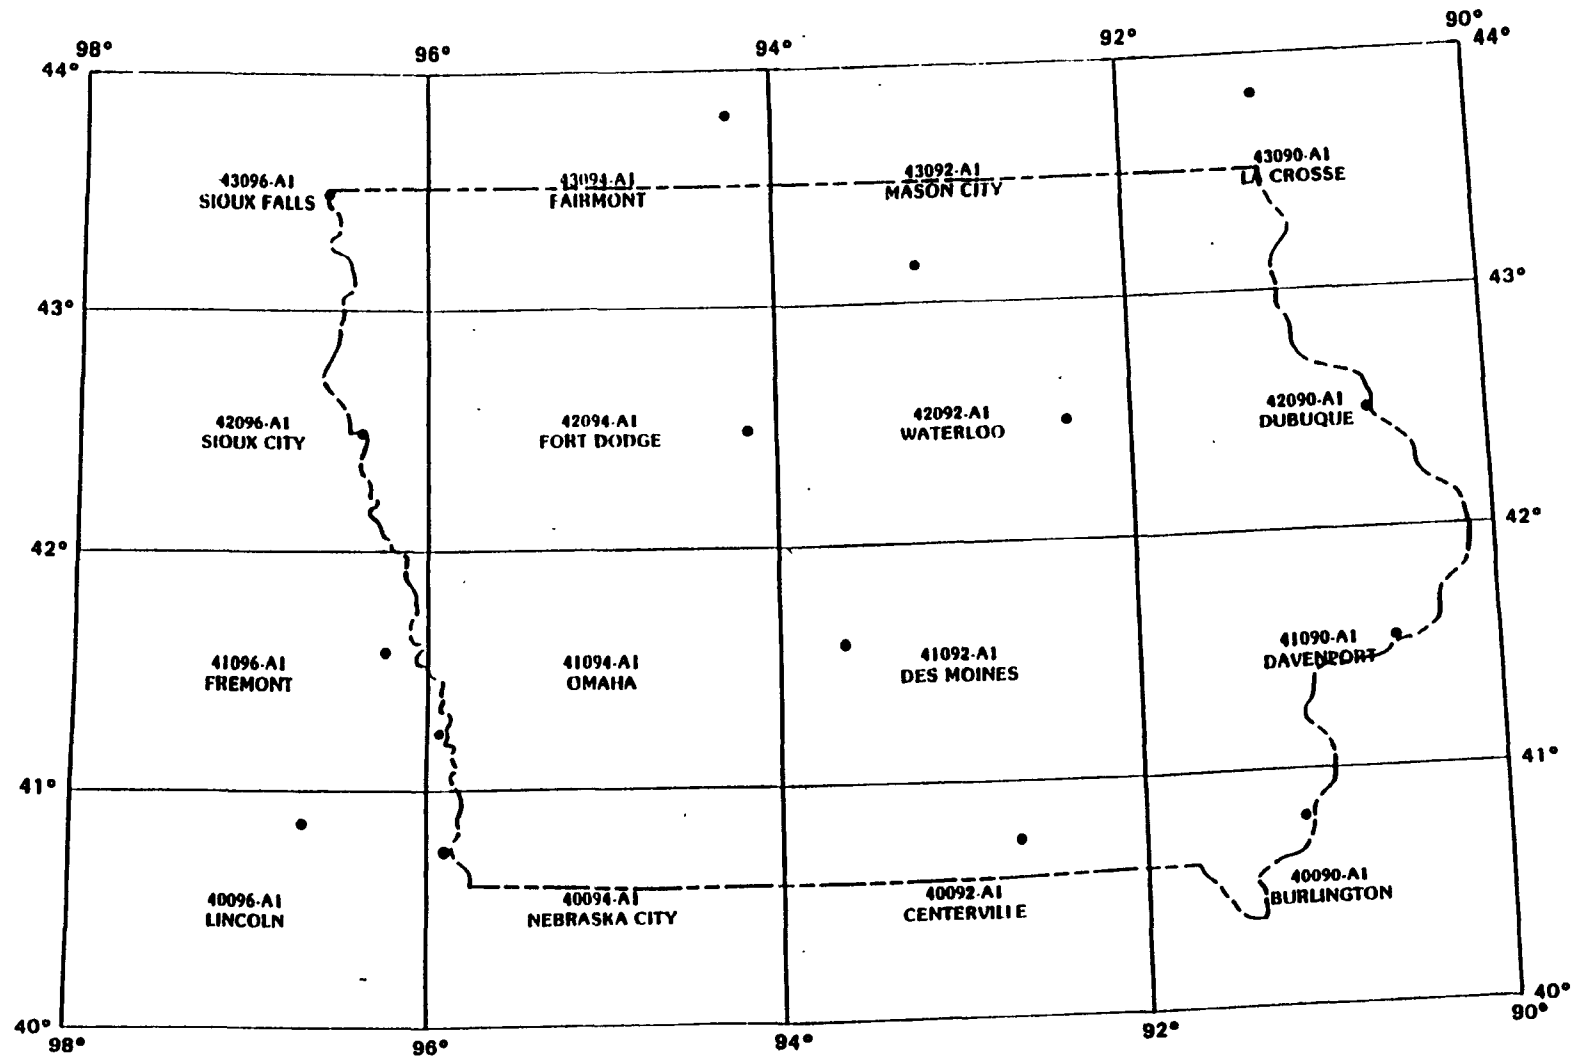 98°
96°
94°
92°
90°
44°
44°
43096-A1
SIOUX FALLS
43094-A1
FAIRMONT
43092-A1
MASON CITY
43090-A1
LA CROSSE
43°
43°
42096-A1
SIOUX CITY
42094-A1
FORT DODGE
42092-A1
WATERLOO
42090-A1
DUBUQUE
42°
42°
41096-A1
FREMONT
41094-A1
OMAHA
41092-A1
DES MOINES
41090-A1
DAVENPORT
41°
41°
40096-A1
LINCOLN
40094-A1
NEBRASKA CITY
40092-A1
CENTERVILLE
40090-A1
BURLINGTON
40°
40°
98°
96°
94°
92°
90°